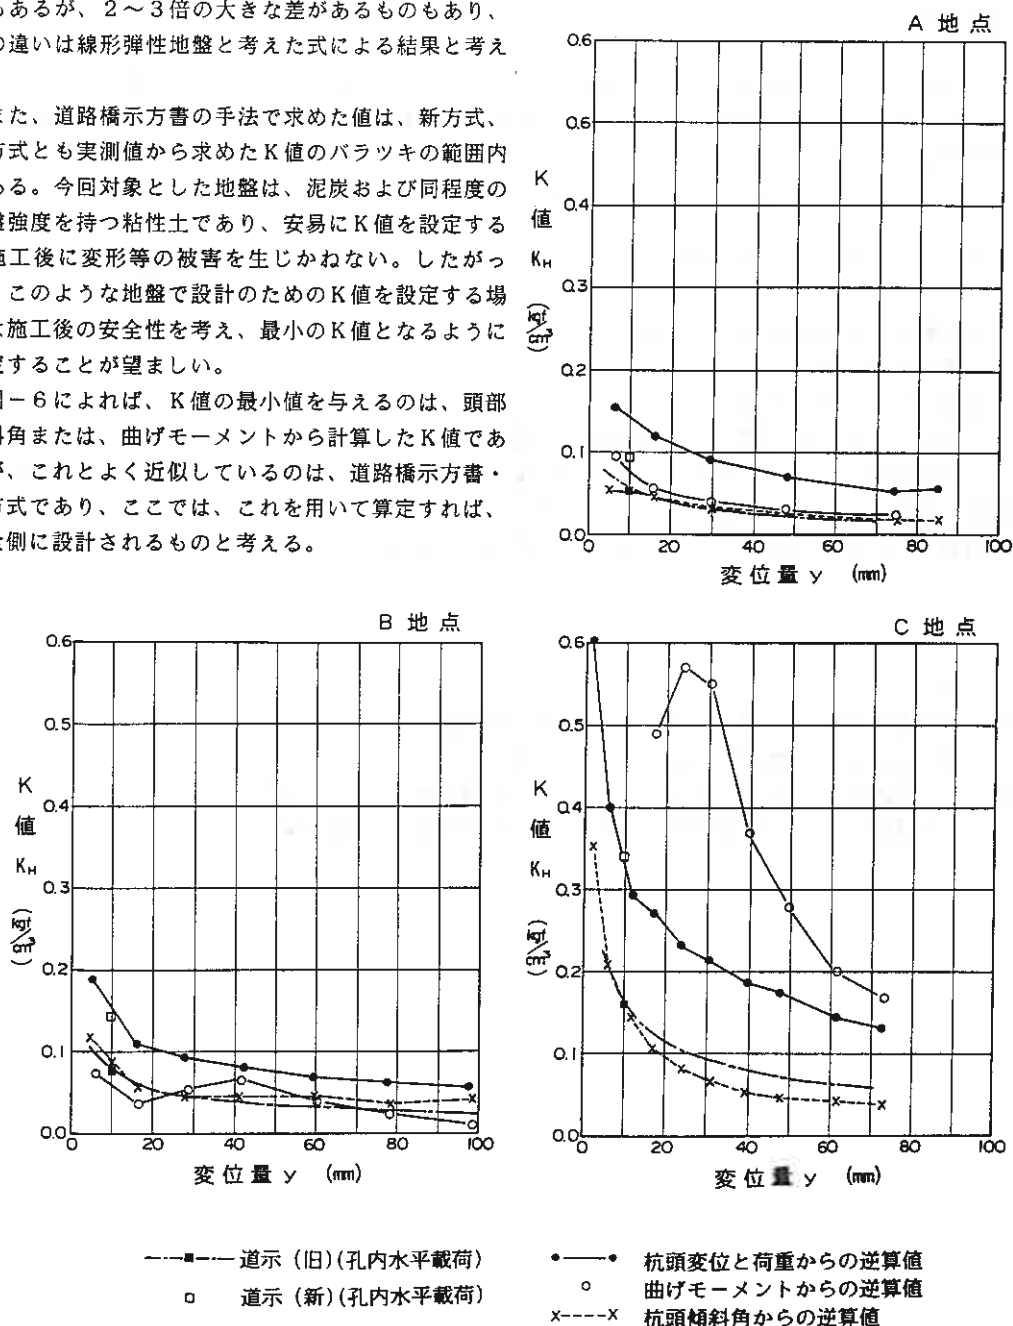 もあるが、２～３倍の大きな差があるものもあり、
の違いは線形弾性地盤と考えた式による結果と考え
また、道路橋示方書の手法で求めた値は、新方式、
方式とも実測値から求めたＫ値のバラツキの範囲内
ある。今回対象とした地盤は、泥炭および同程度の
盤強度を持つ粘性土であり、安易にＫ値を設定する
施工後に変形等の被害を生じかねない。したがっ
、このような地盤で設計のためのＫ値を設定する場
は施工後の安全性を考え、最小のＫ値となるように
定することが望ましい。
図－６によれば、Ｋ値の最小値を与えるのは、頭部
斜角または、曲げモーメントから計算したＫ値であ
が、これとよく近似しているのは、道路橋示方書・
方式であり、ここでは、これを用いて算定すれば、
全側に設計されるものと考える。
A 地点
0.6
0.6
0.4
0.3
0.2
0.1
0.0
K値 KH (kg/cm³)
0 20 40 60 80 100
変位量 y (mm)
B 地点
0.6
0.5
0.4
0.3
0.2
0.1
0.0
K値 KH (kg/cm³)
0 20 40 60 80 100
変位量 y (mm)
C 地点
0.6
0.5
0.4
0.3
0.2
0.1
0.0
K値 KH (kg/cm³)
0 20 40 60 80 100
変位量 y (mm)
道示（旧）（孔内水平載荷）
道示（新）（孔内水平載荷）
杭頭変位と荷重からの逆算値
曲げモーメントからの逆算値
杭頭傾斜角からの逆算値